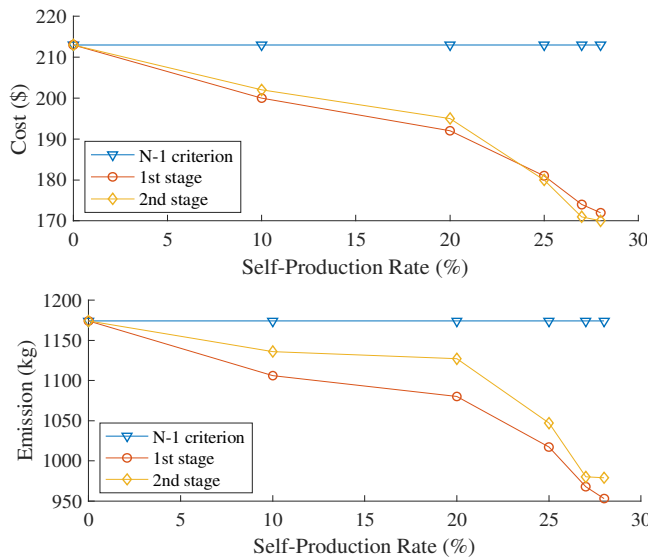 220
210
200
190
180
170
Cost ($)
N-1 criterion
1st stage
2nd stage
0 5 10 15 20 25 30
Self-Production Rate (%)
1200
1150
1100
1050
1000
950
Emission (kg)
N-1 criterion
1st stage
2nd stage
0 5 10 15 20 25 30
Self-Production Rate (%)